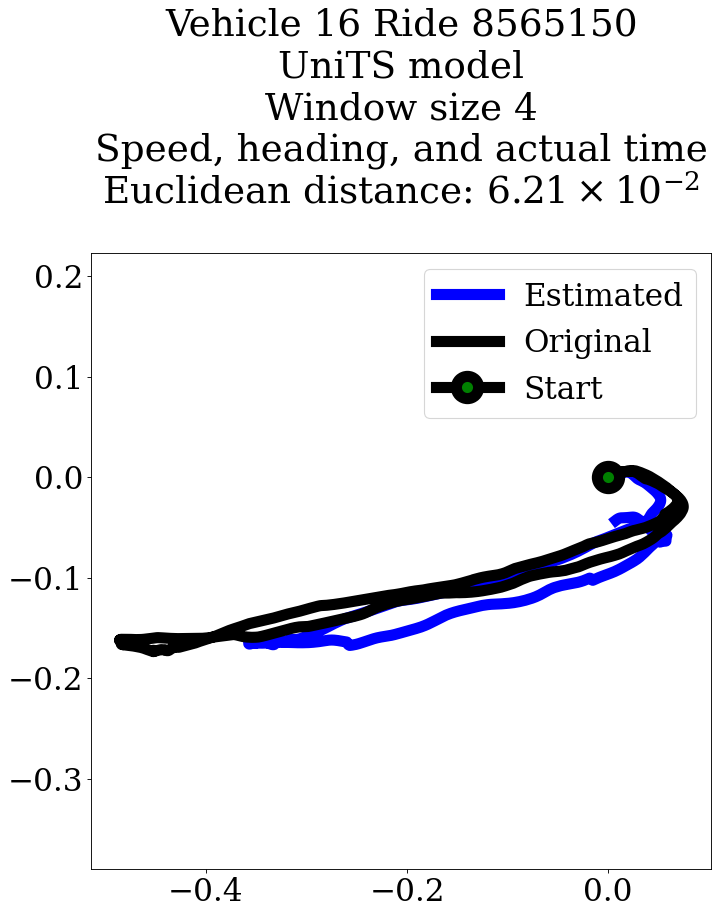 Vehicle 16 Ride 8565150
UniTS model
Window size 4
Speed, heading, and actual time
Euclidean distance: 6.21 × 10⁻²
Estimated
Original
Start
0.2
0.1
0.0
−0.1
−0.2
−0.3
−0.4 −0.2 0.0